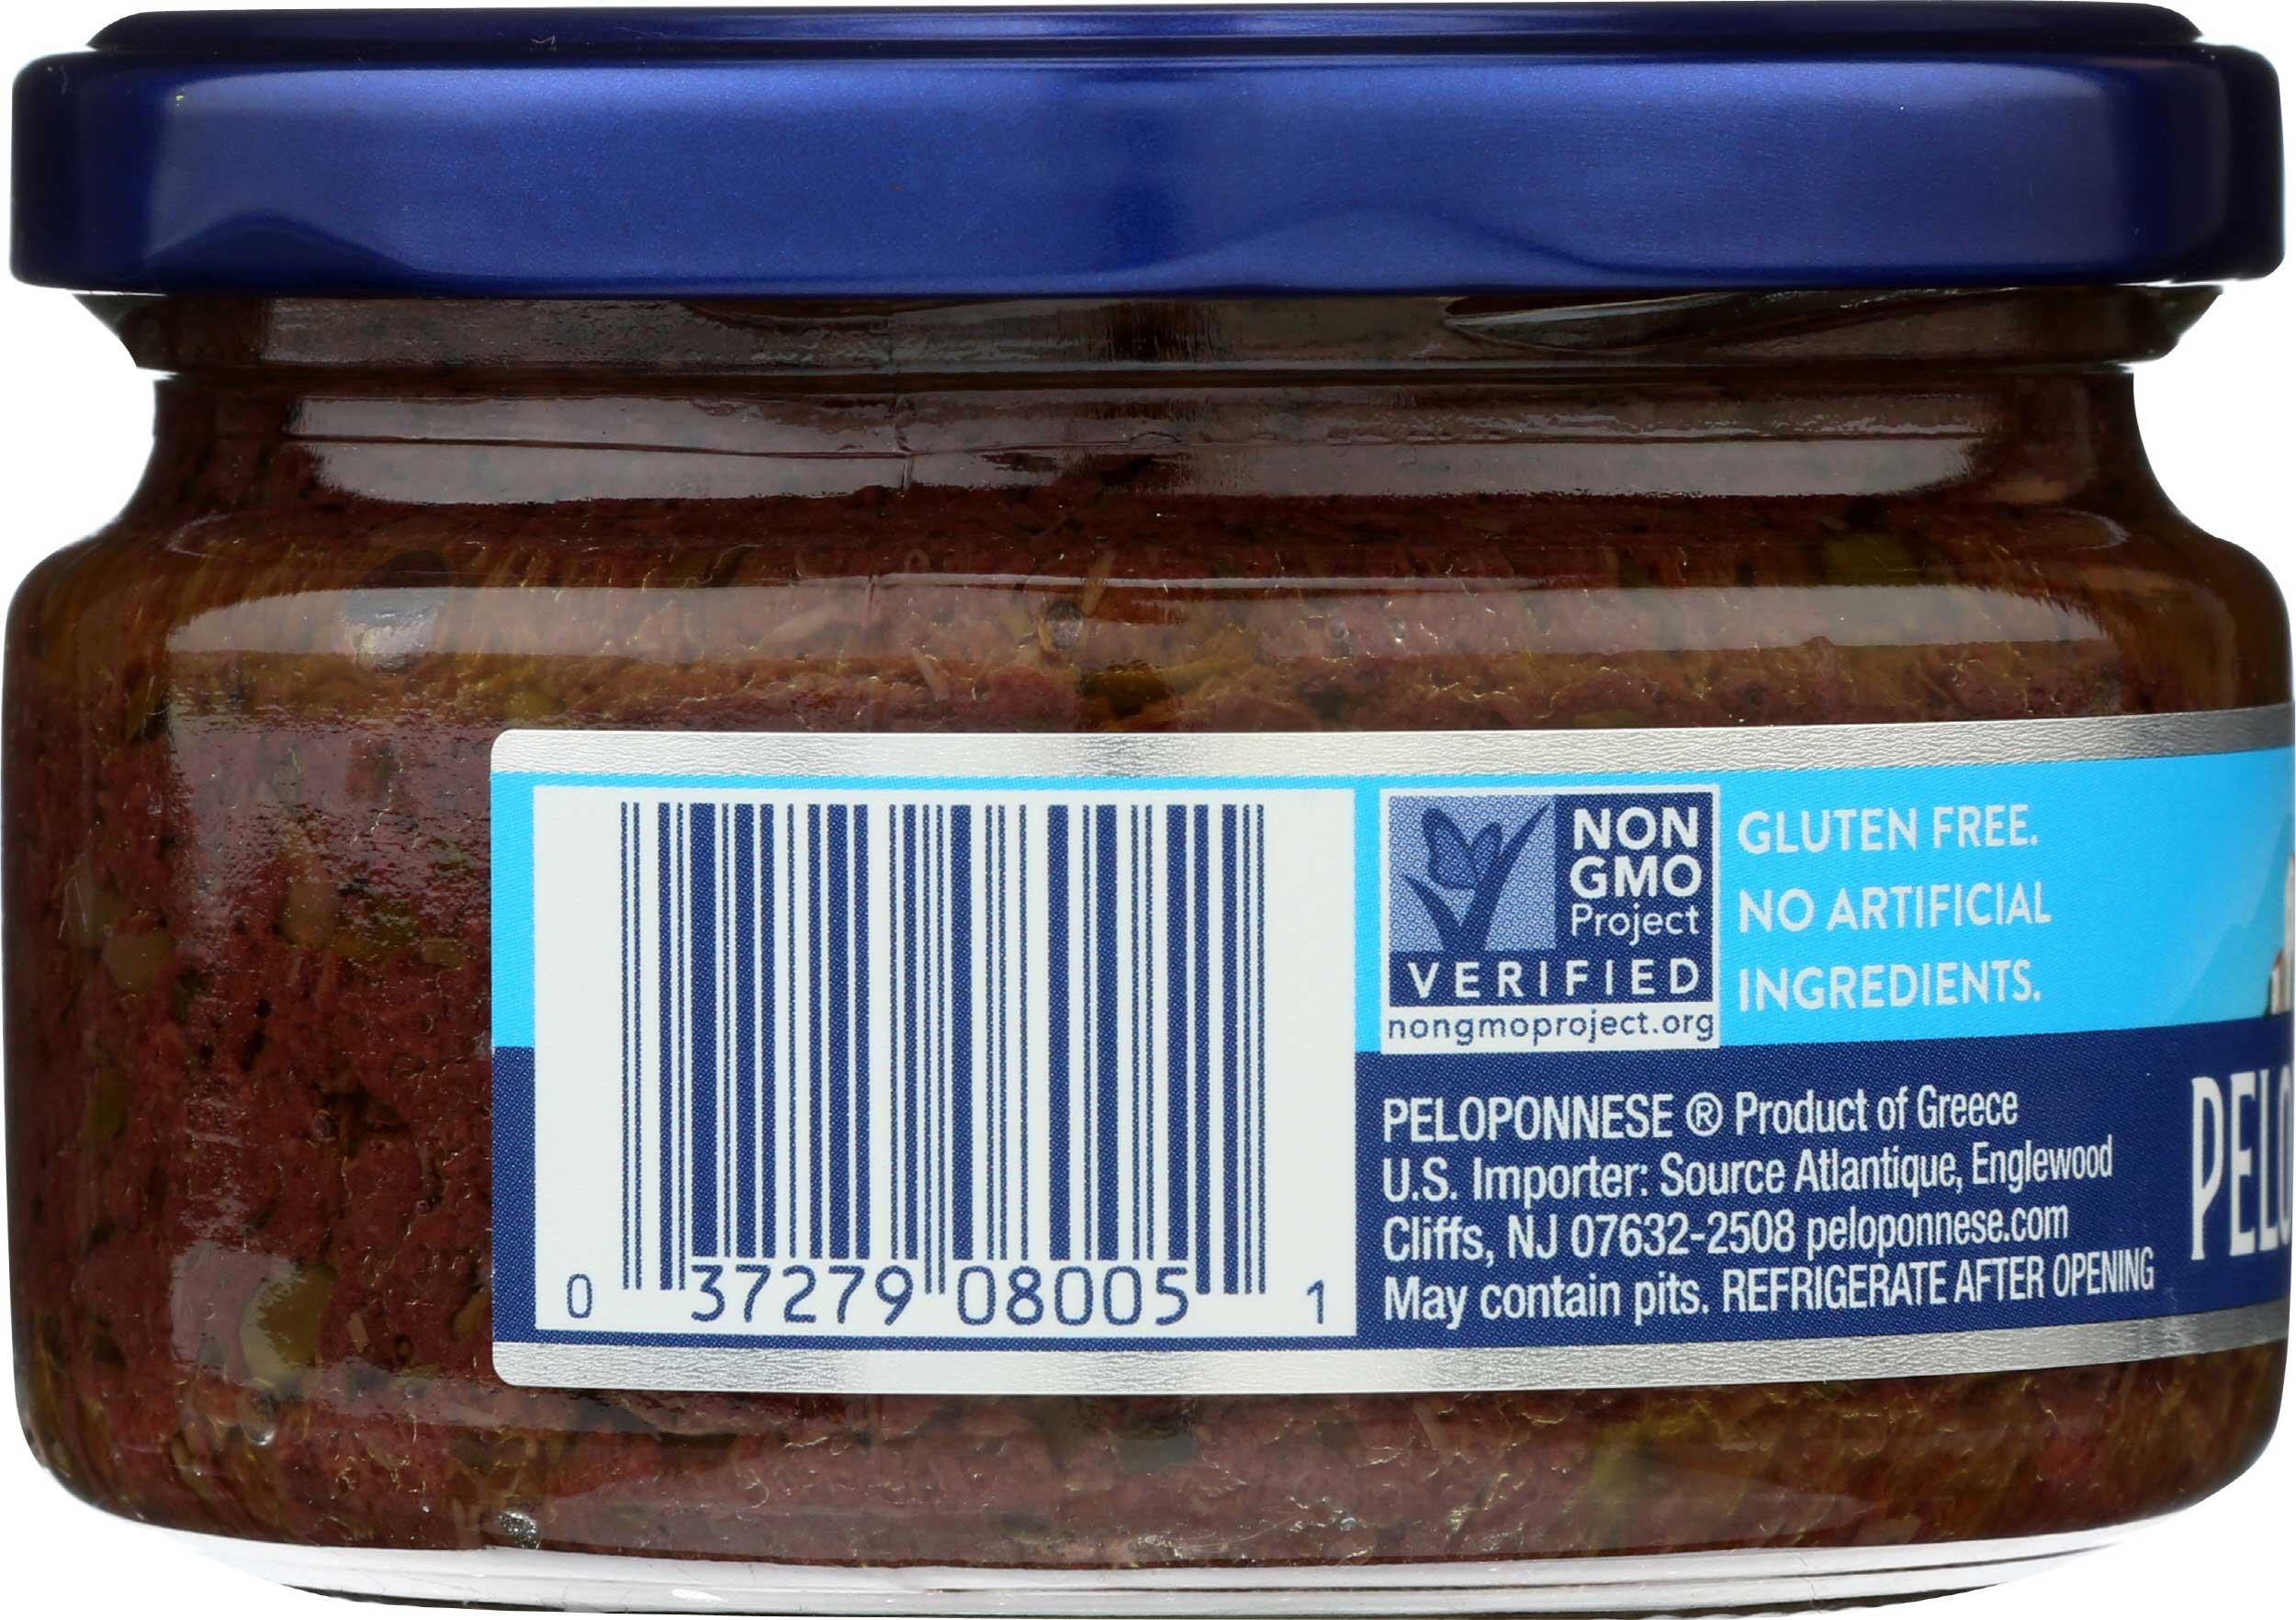 NON
GMO
Project
VERIFIED
nongmoproject.org
GLUTEN FREE.
NO ARTIFICIAL
INGREDIENTS.
PELOPONNESE ® Product of Greece
U.S. Importer: Source Atlantique, Englewood
Cliffs, NJ 07632-2508 peloponnese.com
May contain pits. REFRIGERATE AFTER OPENING
0 37279 08005 1